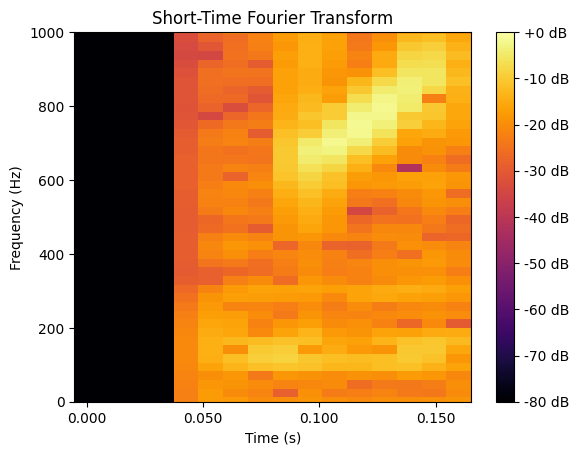 Short-Time Fourier Transform
Frequency (Hz)
1000
800
600
400
200
0
0.000
0.050
0.100
0.150
Time (s)
+0 dB
-10 dB
-20 dB
-30 dB
-40 dB
-50 dB
-60 dB
-70 dB
-80 dB